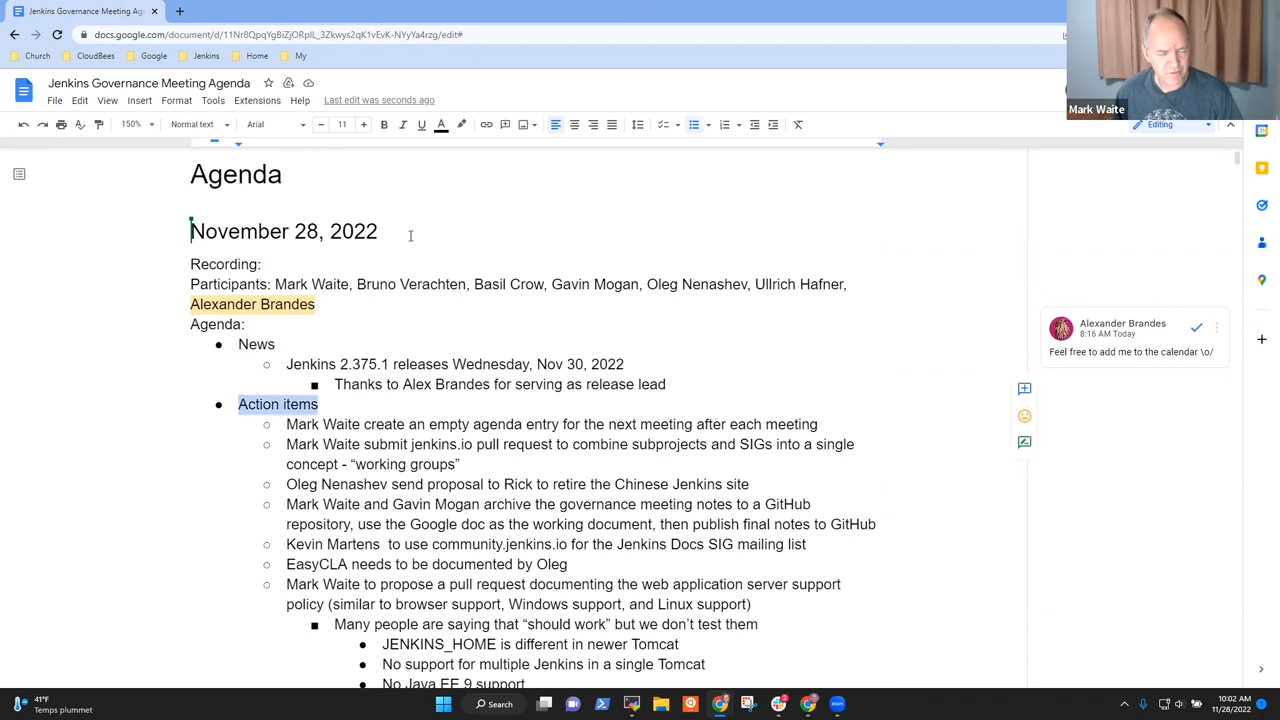 Jenkins Governance Meeting Ag
docs.google.com/document/d/11Nr8QpqYgBiZjORpIL_3Zkwys2qK1vEvK-NYyYa4rzg/edit#
Church
CloudBees
Google
Jenkins
Home
My
Jenkins Governance Meeting Agenda
File Edit View Insert Format Tools Extensions Help Last edit was seconds ago
150% Normal text Arial 11 Editing
Mark Waite
Agenda
November 28, 2022
Recording:
Participants: Mark Waite, Bruno Verachten, Basil Crow, Gavin Mogan, Oleg Nenashev, Ullrich Hafner,
Alexander Brandes
Agenda:
● News
○ Jenkins 2.375.1 releases Wednesday, Nov 30, 2022
■ Thanks to Alex Brandes for serving as release lead
● Action items
○ Mark Waite create an empty agenda entry for the next meeting after each meeting
○ Mark Waite submit jenkins.io pull request to combine subprojects and SIGs into a single
concept - “working groups”
○ Oleg Nenashev send proposal to Rick to retire the Chinese Jenkins site
○ Mark Waite and Gavin Mogan archive the governance meeting notes to a GitHub
repository, use the Google doc as the working document, then publish final notes to GitHub
○ Kevin Martens to use community.jenkins.io for the Jenkins Docs SIG mailing list
○ EasyCLA needs to be documented by Oleg
○ Mark Waite to propose a pull request documenting the web application server support
policy (similar to browser support, Windows support, and Linux support)
■ Many people are saying that “should work” but we don’t test them
● JENKINS_HOME is different in newer Tomcat
● No support for multiple Jenkins in a single Tomcat
● No Java EE 9 support
Alexander Brandes
8:16 AM Today
Feel free to add me to the calendar \o/
41°F
Temps plummet
Search
10:02 AM
11/28/2022